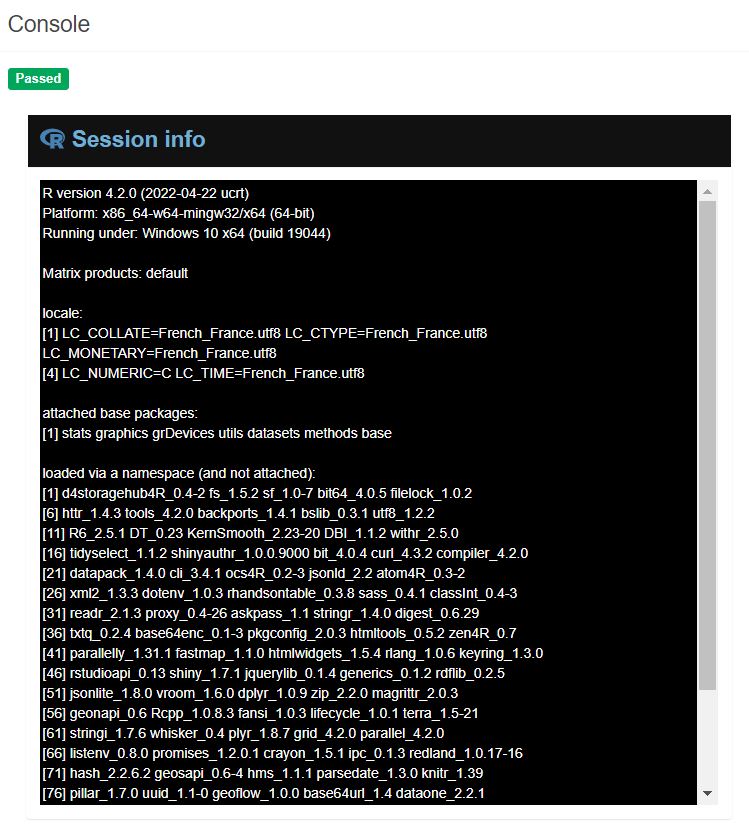 Console
Passed
Session info
R version 4.2.0 (2022-04-22 ucrt)
Platform: x86_64-w64-mingw32/x64 (64-bit)
Running under: Windows 10 x64 (build 19044)
Matrix products: default
locale:
[1] LC_COLLATE=French_France.utf8 LC_CTYPE=French_France.utf8
LC_MONETARY=French_France.utf8
[4] LC_NUMERIC=C LC_TIME=French_France.utf8
attached base packages:
[1] stats graphics grDevices utils datasets methods base
loaded via a namespace (and not attached):
[1] d4storagehub4R_0.4-2 fs_1.5.2 sf_1.0-7 bit64_4.0.5 filelock_1.0.2
[6] httr_1.4.3 tools_4.2.0 backports_1.4.1 bslib_0.3.1 utf8_1.2.2
[11] R6_2.5.1 DT_0.23 KernSmooth_2.23-20 DBI_1.1.2 withr_2.5.0
[16] tidyselect_1.1.2 shinyauthr_1.0.0.9000 bit_4.0.4 curl_4.3.2 compiler_4.2.0
[21] datapack_1.4.0 cli_3.4.1 ocs4R_0.2-3 jsonld_2.2 atom4R_0.3-2
[26] xml2_1.3.3 dotenv_1.0.3 rhandsontable_0.3.8 sass_0.4.1 classInt_0.4-3
[31] readr_2.1.3 proxy_0.4-26 askpass_1.1 stringr_1.4.0 digest_0.6.29
[36] txtq_0.2.4 base64enc_0.1-3 pkgconfig_2.0.3 htmltools_0.5.2 zen4R_0.7
[41] parallelly_1.31.1 fastmap_1.1.0 htmlwidgets_1.5.4 rlang_1.0.6 keyring_1.3.0
[46] rstudioapi_0.13 shiny_1.7.1 jquerylib_0.1.4 generics_0.1.2 rdflib_0.2.5
[51] jsonlite_1.8.0 vroom_1.6.0 dplyr_1.0.9 zip_2.2.0 magrittr_2.0.3
[56] geonapi_0.6 Rcpp_1.0.8.3 fansi_1.0.3 lifecycle_1.0.1 terra_1.5-21
[61] stringi_1.7.6 whisker_0.4 plyr_1.8.7 grid_4.2.0 parallel_4.2.0
[66] listenv_0.8.0 promises_1.2.0.1 crayon_1.5.1 ipc_0.1.3 redland_1.0.17-16
[71] hash_2.2.6.2 geosapi_0.6-4 hms_1.1.1 parsedate_1.3.0 knitr_1.39
[76] pillar_1.7.0 uuid_1.1-0 geoflow_1.0.0 base64url_1.4 dataone_2.2.1